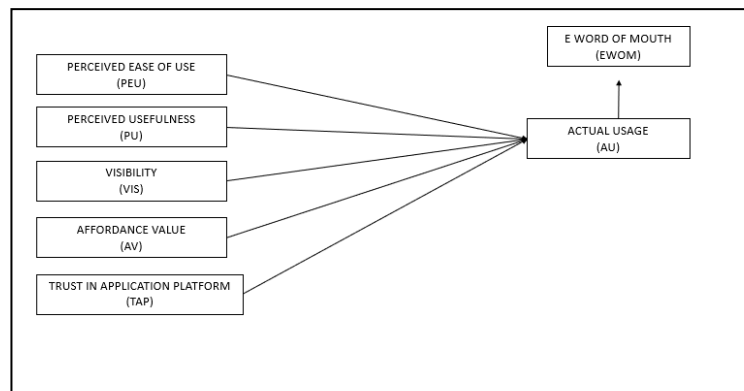 E WORD OF MOUTH
(EWOM)
PERCEIVED EASE OF USE
(PEU)
PERCEIVED USEFULNESS
(PU)
ACTUAL USAGE
(AU)
VISIBILITY
(VIS)
AFFORDANCE VALUE
(AV)
TRUST IN APPLICATION PLATFORM
(TAP)